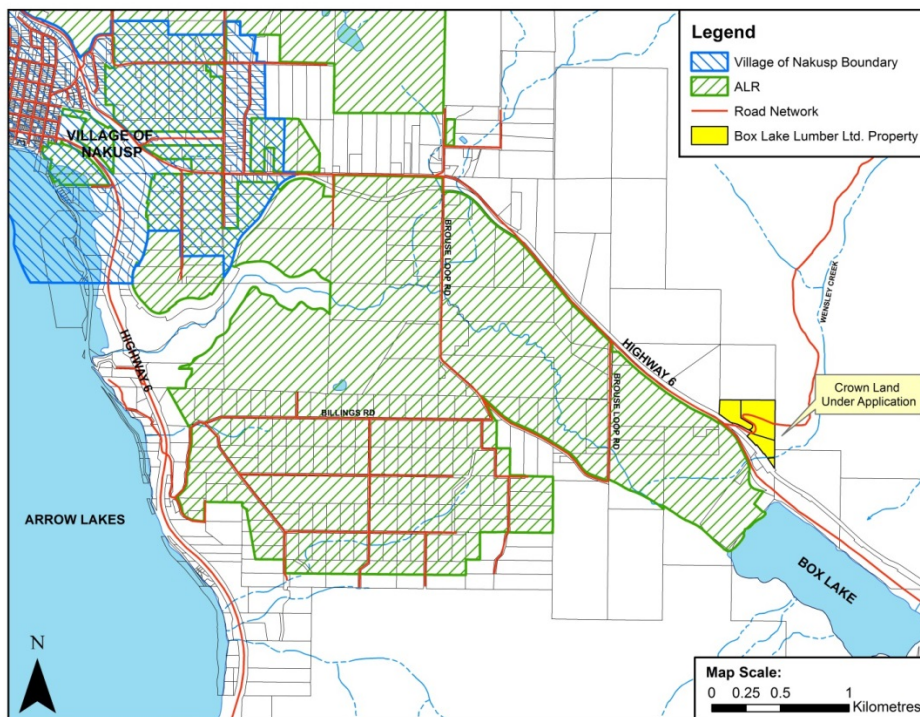 Legend
Village of Nakusp Boundary
ALR
Road Network
Box Lake Lumber Ltd. Property
VILLAGE OF
NAKUSP
BROUSE LOOP RD
WENSLEY CREEK
HIGHWAY 6
HIGHWAY 6
BROUSE LOOP RD
Crown Land
Under Application
BILLINGS RD
ARROW LAKES
BOX LAKE
N
Map Scale:
0 0.25 0.5 1
Kilometres